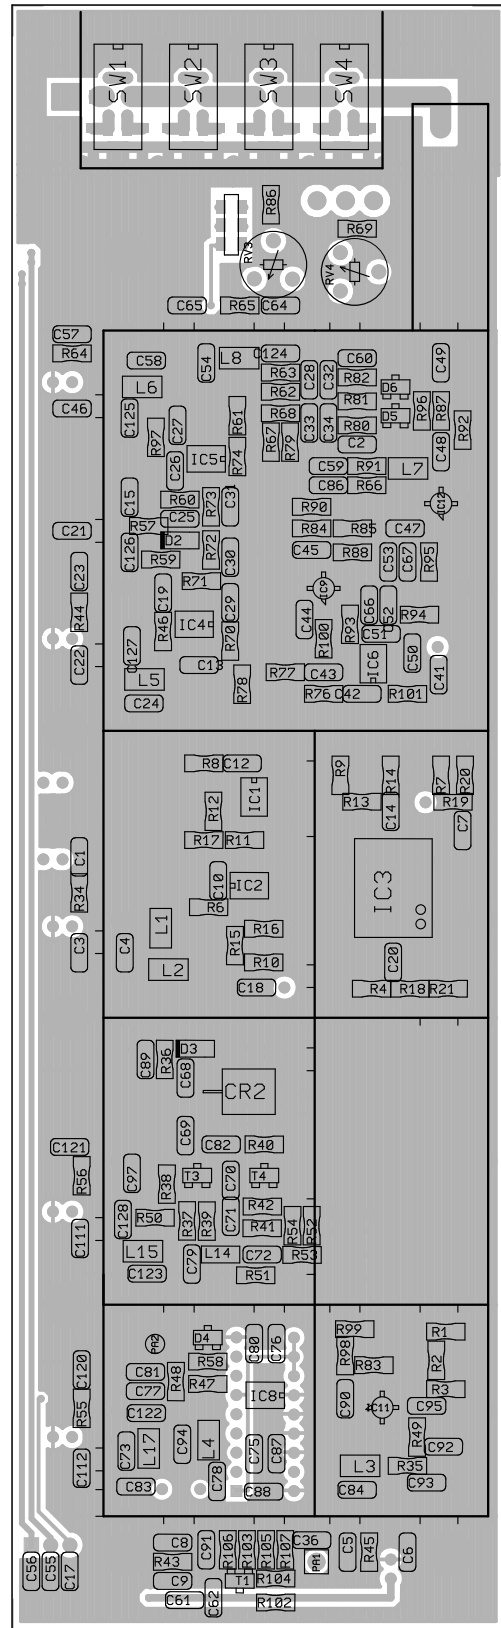 SW1 SW2 SW3 SW4
R86
R69
RV3 RV4
C65 R65 C64
C57
R64 C58 C54 L8 C124 C60 C49
R63 C28 C32 R82
L6 R62 R81 D6
C46 C125 C27 R61 R68 C33 C34 D5 R96 R87
R97 R67 R79 R80 R92
C2 C48
C26 IC5 R74 C59 R91 L7
C86 R66
C15 R60 R73 C31 R90 IC12
C25
C21 R57 R84 R85 C47
D2 R72
C126 R59 C30 C45 R88 C53 C67 R95
C23 R71 IC9
R44 C19 C29 C66 C52
R46 IC4 C44 R93 R94
R70 R100 C51
C22 C127 C13 IC6 C50
L5 R78 R77 C43 C41
C24 R76 C42 R101
R8 C12 R9 R14 R7 R20
R12 IC1 R13 C14 R19
R17 R11 C7
C1
R34 C10 IC2 IC3
R6
L1 R16
C3 C4 R15
L2 R10 C20
C18 R4 R18 R21
D3
C89 R36 C68
CR2
C69
C121 C82 R40
R56 C97 R38 T3 C70 T4
R42
C128 R50 R37 R39 C71 R41 R54 R52
C111
L15 C79 L14 C72 R53
C123 R51
PA2 D4 C80 C76 R99 R1
R58 R98 R83 R2
C120 C81 R48
C77 R47 IC8 R3
R55 C122 C90 IC11 C95
C73 L17 C94 L4 C75 C87 R49 C92
C112 L3 R35
C83 C78 C88 C84 C93
C8 C91 R106 R103 R105 R107 C36 C5 R45 C6
C56 C55 C17 R43 PA1
C9 T1 R104
C61 C62 R102